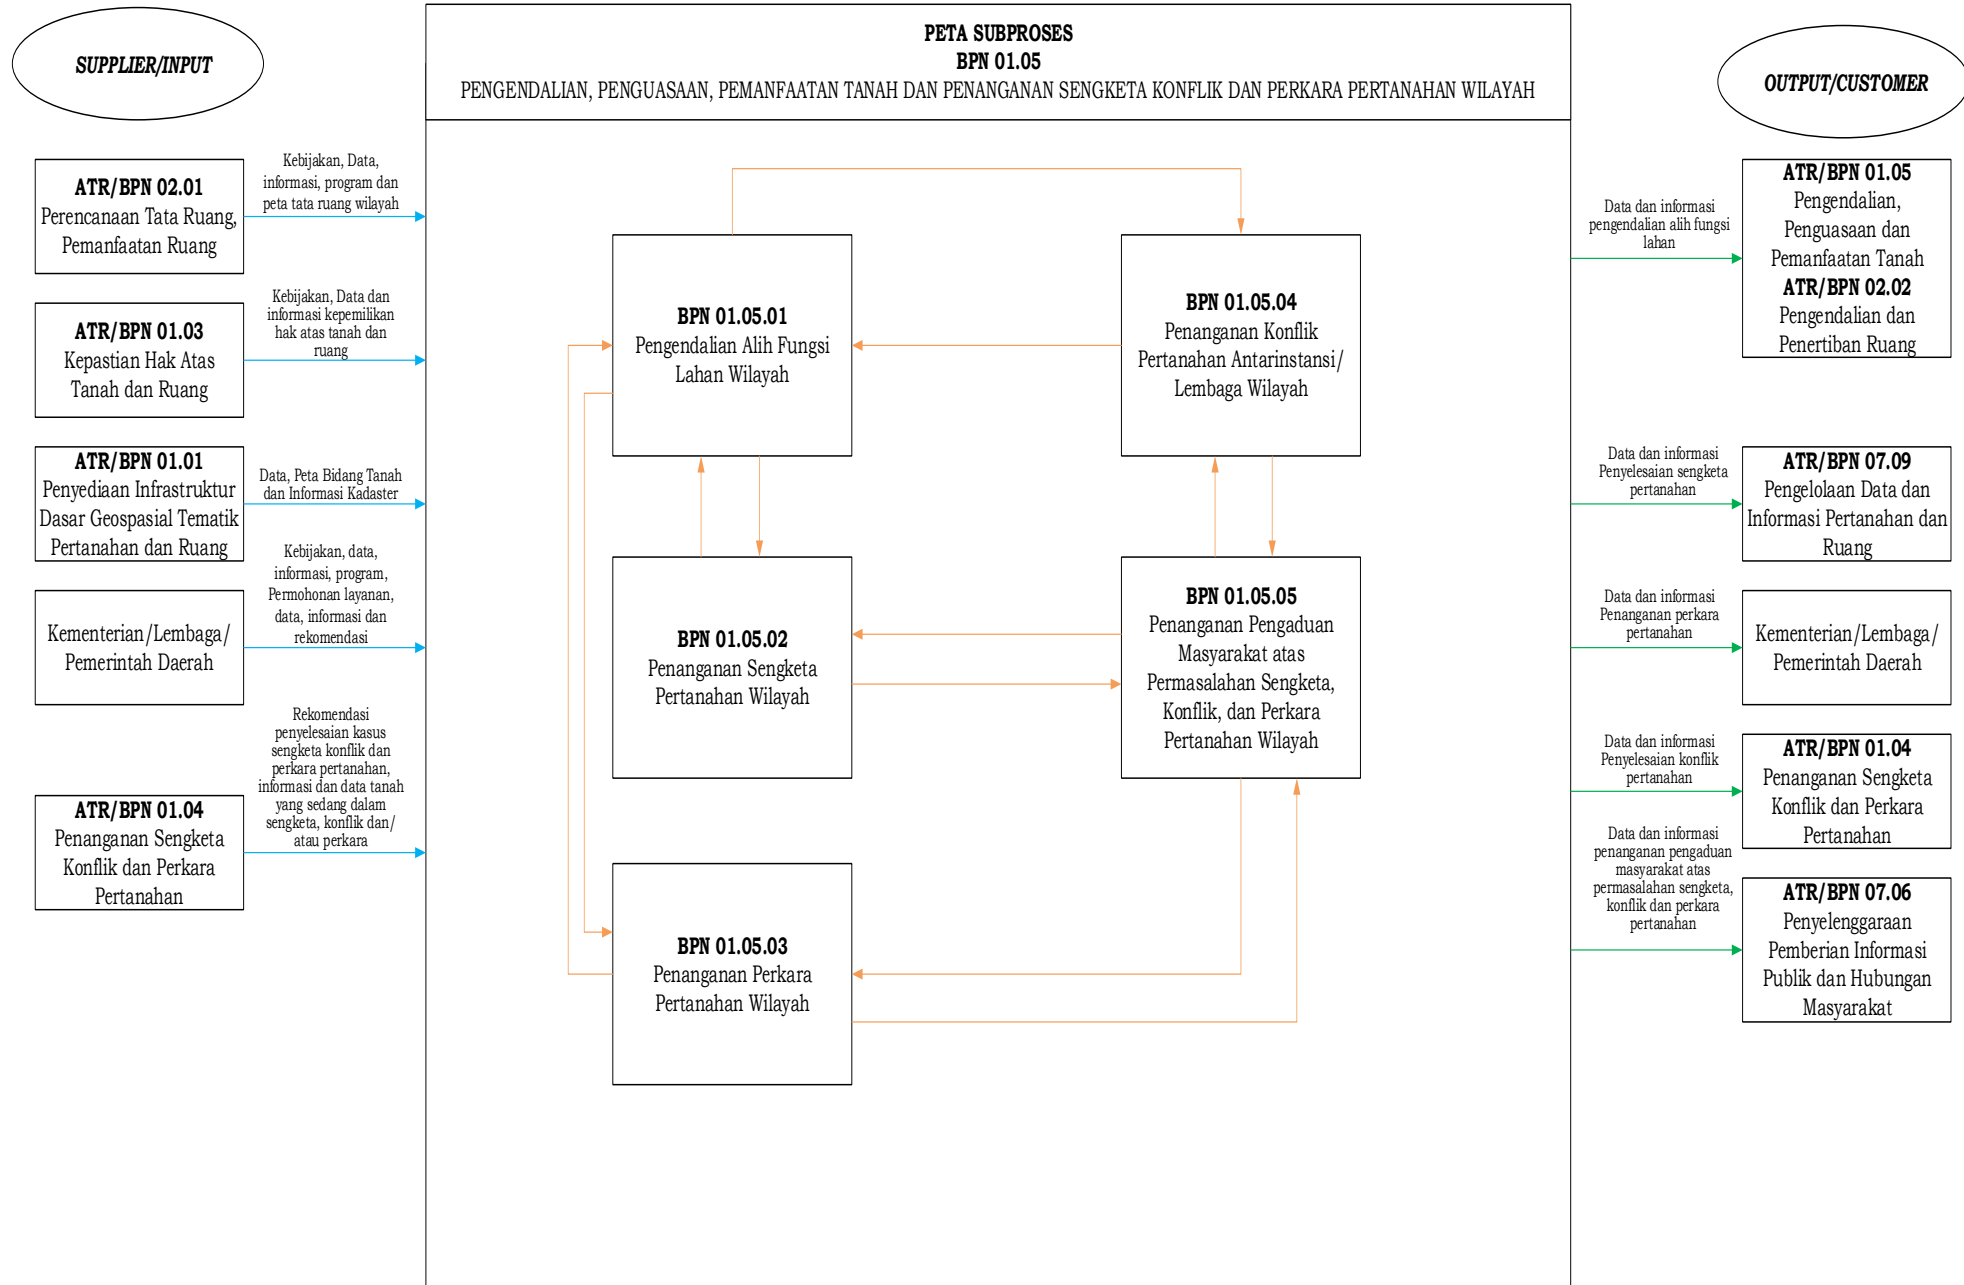 SUPPLIER/INPUT
PETA SUBPROSES
BPN 01.05
PENGENDALIAN, PENGUASAAN, PEMANFAATAN TANAH DAN PENANGANAN SENGKETA KONFLIK DAN PERKARA PERTANAHAN WILAYAH
OUTPUT/CUSTOMER
ATR/BPN 02.01
Perencanaan Tata Ruang,
Pemanfaatan Ruang
Kebijakan, Data,
informasi, program dan
peta tata ruang wilayah
ATR/BPN 01.03
Kepastian Hak Atas
Tanah dan Ruang
Kebijakan, Data dan
informasi kepemilikan
hak atas tanah dan
ruang
ATR/BPN 01.01
Penyediaan Infrastruktur
Dasar Geospasial Tematik
Pertanahan dan Ruang
Data, Peta Bidang Tanah
dan Informasi Kadaster
Kementerian/Lembaga/
Pemerintah Daerah
Kebijakan, data,
informasi, program,
Permohonan layanan,
data, informasi dan
rekomendasi
ATR/BPN 01.04
Penanganan Sengketa
Konflik dan Perkara
Pertanahan
Rekomendasi
penyelesaian kasus
sengketa konflik dan
perkara pertanahan,
informasi dan data tanah
yang sedang dalam
sengketa, konflik dan/
atau perkara
BPN 01.05.01
Pengendalian Alih Fungsi
Lahan Wilayah
BPN 01.05.04
Penanganan Konflik
Pertanahan Antarinstansi/
Lembaga Wilayah
BPN 01.05.02
Penanganan Sengketa
Pertanahan Wilayah
BPN 01.05.05
Penanganan Pengaduan
Masyarakat atas
Permasalahan Sengketa,
Konflik, dan Perkara
Pertanahan Wilayah
BPN 01.05.03
Penanganan Perkara
Pertanahan Wilayah
Data dan informasi
pengendalian alih fungsi
lahan
ATR/BPN 01.05
Pengendalian,
Penguasaan dan
Pemanfaatan Tanah
ATR/BPN 02.02
Pengendalian dan
Penertiban Ruang
Data dan informasi
Penyelesaian sengketa
pertanahan
ATR/BPN 07.09
Pengelolaan Data dan
Informasi Pertanahan dan
Ruang
Data dan informasi
Penanganan perkara
pertanahan
Kementerian/Lembaga/
Pemerintah Daerah
Data dan informasi
Penyelesaian konflik
pertanahan
ATR/BPN 01.04
Penanganan Sengketa
Konflik dan Perkara
Pertanahan
Data dan informasi
penanganan pengaduan
masyarakat atas
permasalahan sengketa,
konflik dan perkara
pertanahan
ATR/BPN 07.06
Penyelenggaraan
Pemberian Informasi
Publik dan Hubungan
Masyarakat